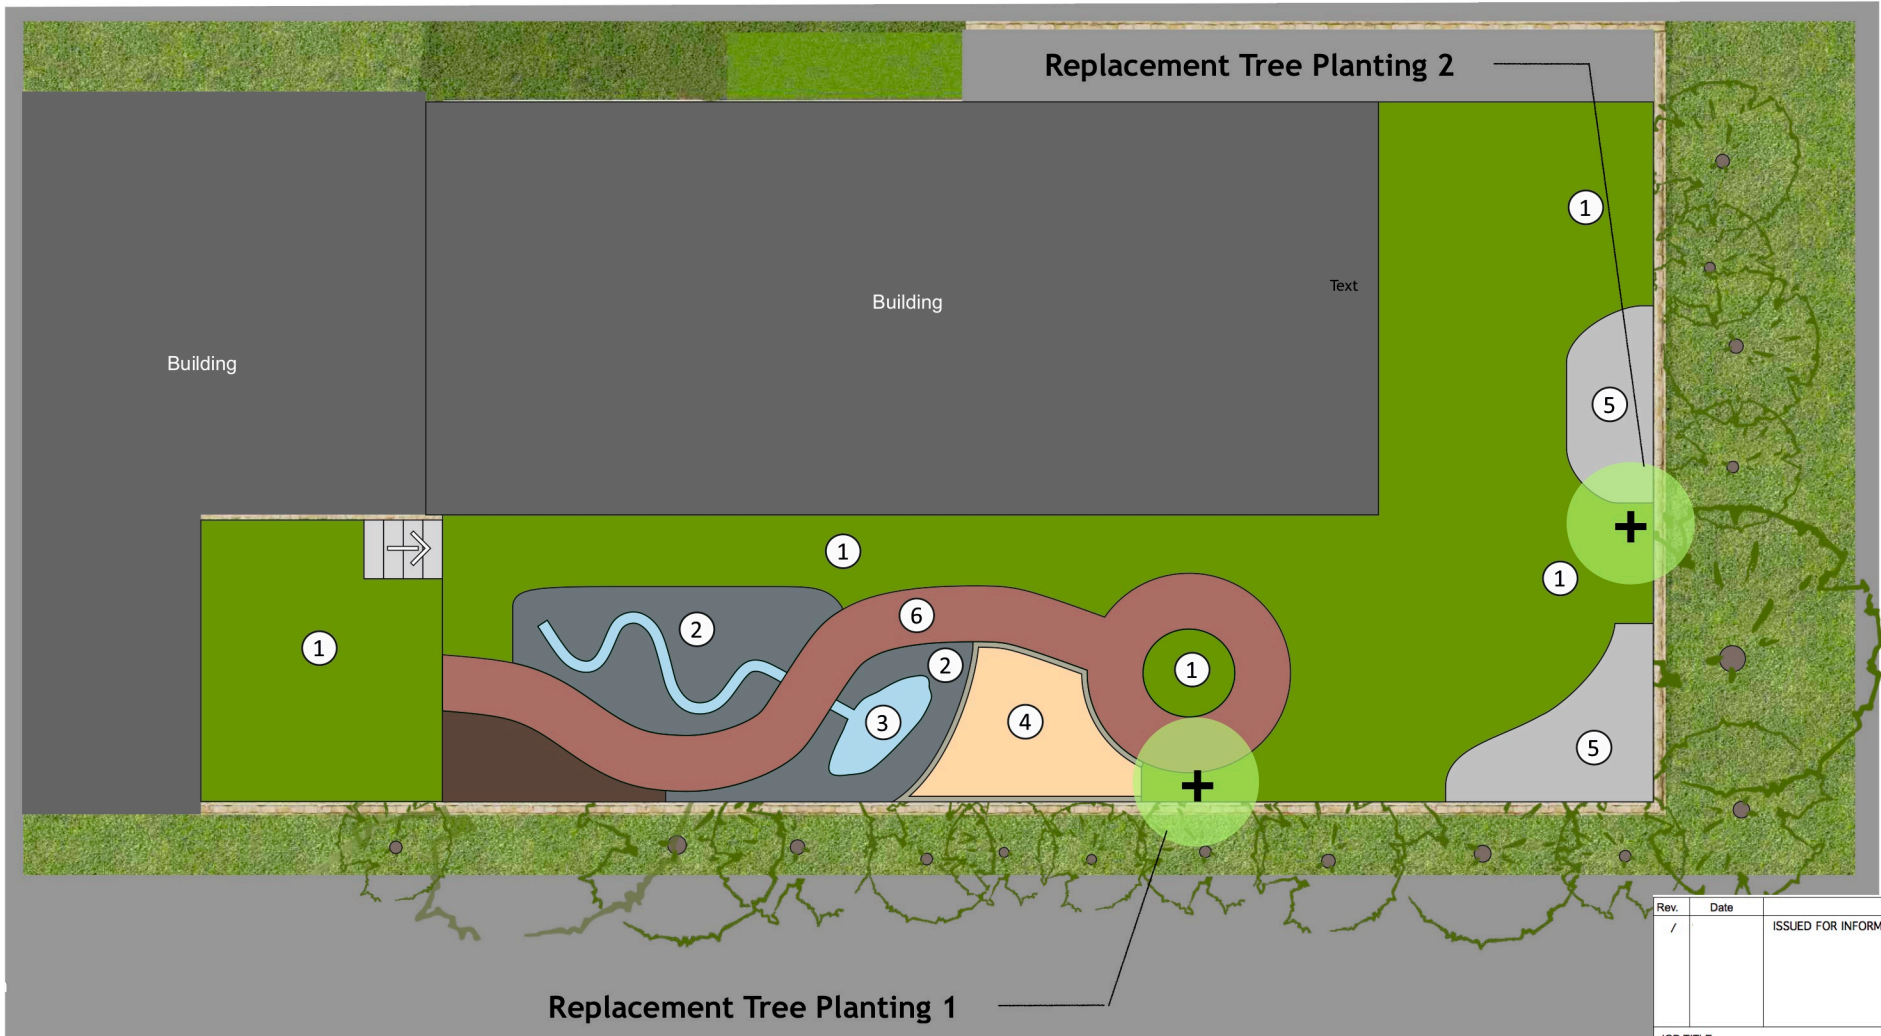 Replacement Tree Planting 2
1
Text
Building
Building
5
1
1
6
2
1
2
1
3
4
5
Rev.
Date
/
ISSUED FOR INFORM
Replacement Tree Planting 1